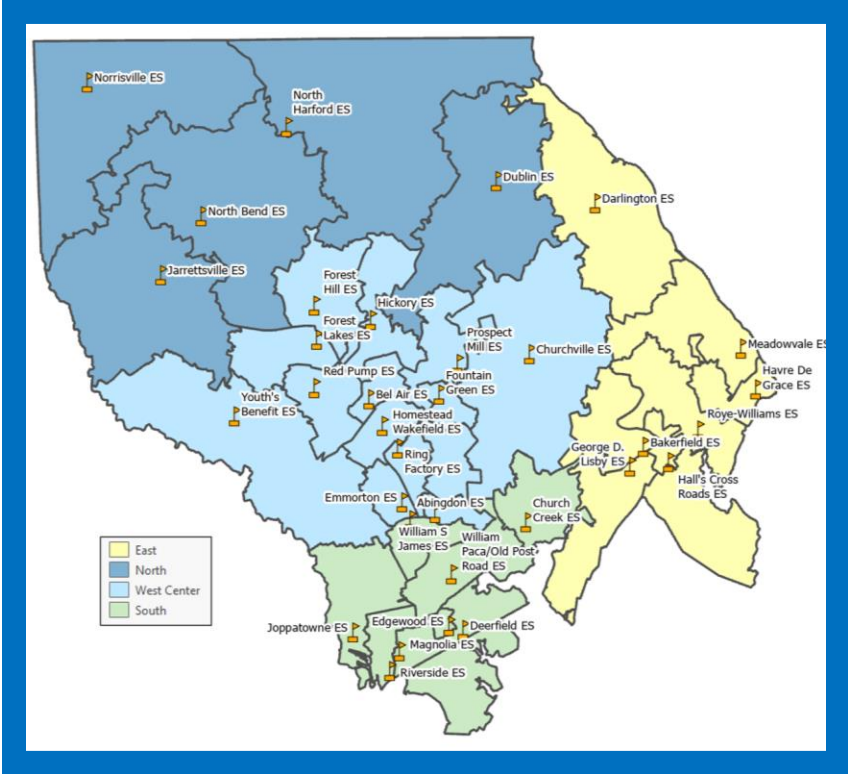 Norrisville ES
North
Harford ES
Dublin ES
Darlington ES
North Bend ES
Jarrettsville ES
Forest
Hill ES
Hickory ES
Forest
Lakes ES
Prospect
Mill ES
Churchville ES
Meadowvale ES
Red Pump ES
Fountain
Green ES
Havre De
Grace ES
Youth's
Benefit ES
Bel Air ES
Homestead
Wakefield ES
Roye-Williams ES
George D.
Lisby ES
Bakerfield ES
Ring
Factory ES
Hall's Cross
Roads ES
Emmorton ES
Abingdon ES
Church
Creek ES
William S
James ES
William
Paca/Old Post
Road ES
East
North
West Center
South
Joppatowne ES
Edgewood ES
Deerfield ES
Magnolia ES
Riverside ES